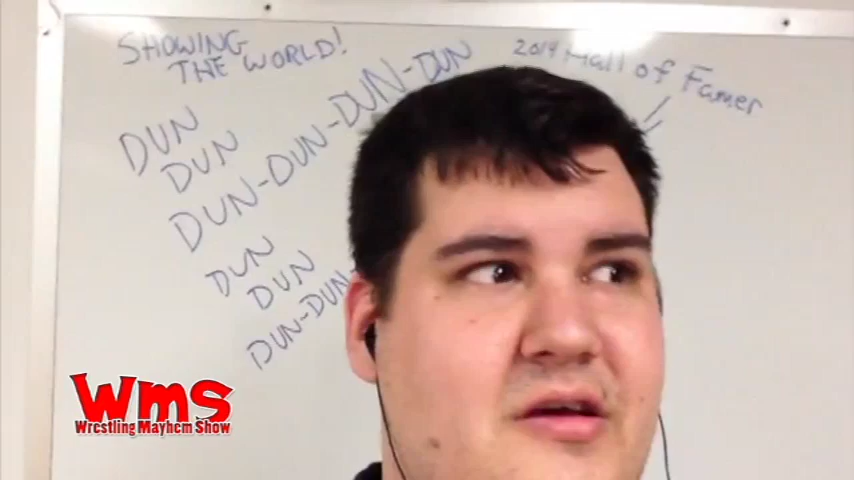 SHOWING
THE WORLD!
2014 Hall of Famer
DUN
DUN
DUN-DUN-DUN-DUN-DUN
DUN
DUN
DUN-DUN
WMS
Wrestling Mayhem Show